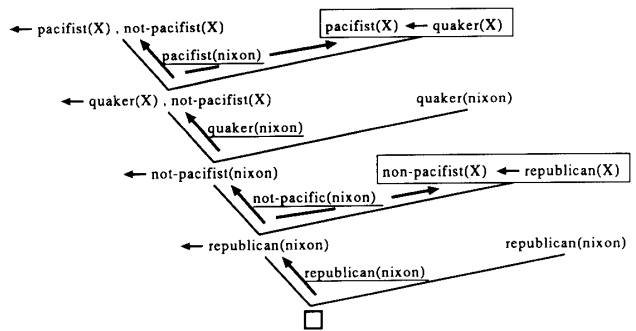 ← pacifist(X) , not-pacifist(X) pacifist(X) ← quaker(X)
pacifist(nixon)
← quaker(X) , not-pacifist(X) quaker(nixon)
quaker(nixon)
← not-pacifist(nixon) non-pacifist(X) ← republican(X)
not-pacific(nixon)
← republican(nixon) republican(nixon)
republican(nixon)